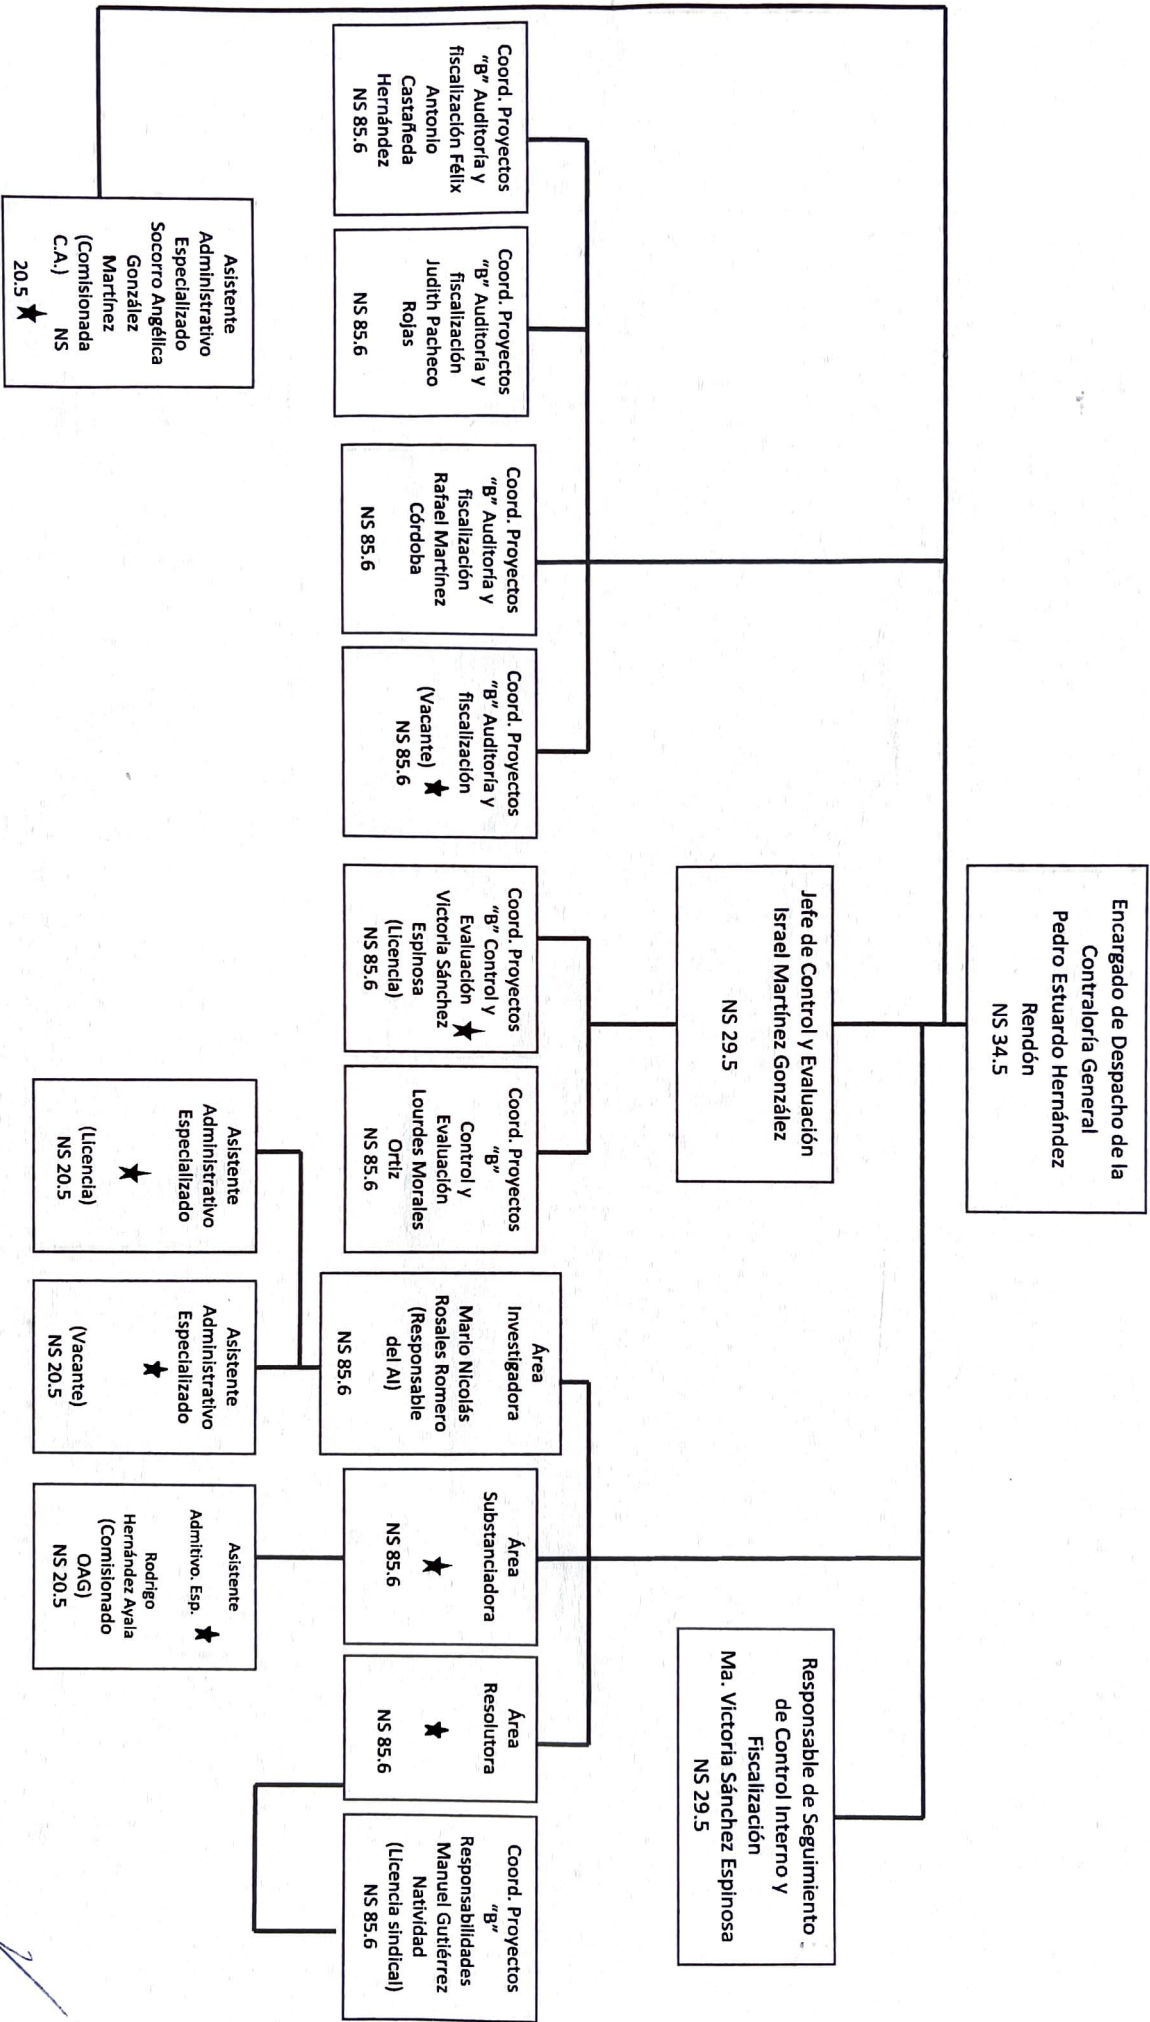 Encargado de Despacho de la
Contraloría General
Pedro Estuardo Hernández
Rendón
NS 34.5
Jefe de Control y Evaluación
Israel Martínez González
NS 29.5
Responsable de Seguimiento
de Control Interno y
Fiscalización
Ma. Victoria Sánchez Espinosa
NS 29.5
Coord. Proyectos
"B" Auditoría y
fiscalización Félix
Antonio
Castañeda
Hernández
NS 85.6
Coord. Proyectos
"B" Auditoría y
fiscalización
Judith Pacheco
Rojas
NS 85.6
Coord. Proyectos
"B" Auditoría y
fiscalización
Rafael Martínez
Córdoba
NS 85.6
Coord. Proyectos
"B" Auditoría y
fiscalización
(Vacante) ★
NS 85.6
Coord. Proyectos
"B" Control y
Evaluación ★
Victoria Sánchez
Espinosa
(Licencia)
NS 85.6
Coord. Proyectos
"B"
Control y
Evaluación
Lourdes Morales
Ortiz
NS 85.6
Área
Investigadora
Mario Nicolás
Rosales Romero
(Responsable
del AI)
NS 85.6
Área
Substanciadora
★
NS 85.6
Área
Resolutora
★
NS 85.6
Coord. Proyectos
"B"
Responsabilidades
Manuel Gutiérrez
Natividad
(Licencia sindical)
NS 85.6
Asistente
Administrativo
Especializado
Socorro Angélica
González
Martínez
(Comisionada
C.A.) NS
20.5 ★
Asistente
Administrativo
Especializado
★
(Licencia)
NS 20.5
Asistente
Administrativo
Especializado
★
(Vacante)
NS 20.5
Asistente
Admitivo. Esp. ★
Rodrigo
Hernández Ayala
(Comisionado
OAG)
NS 20.5